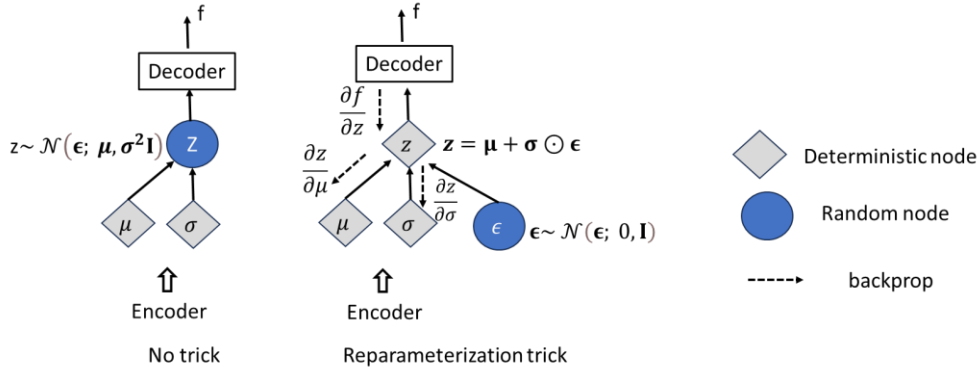 f
Decoder
z~ 𝒩(ϵ; μ, σ²I)
Z
μ
σ
Encoder
No trick
f
Decoder
∂f/∂z
z
z = μ + σ ⊙ ϵ
∂z/∂μ
∂z/∂σ
μ
σ
ϵ
ϵ~ 𝒩(ϵ; 0, I)
Encoder
Reparameterization trick
Deterministic node
Random node
backprop